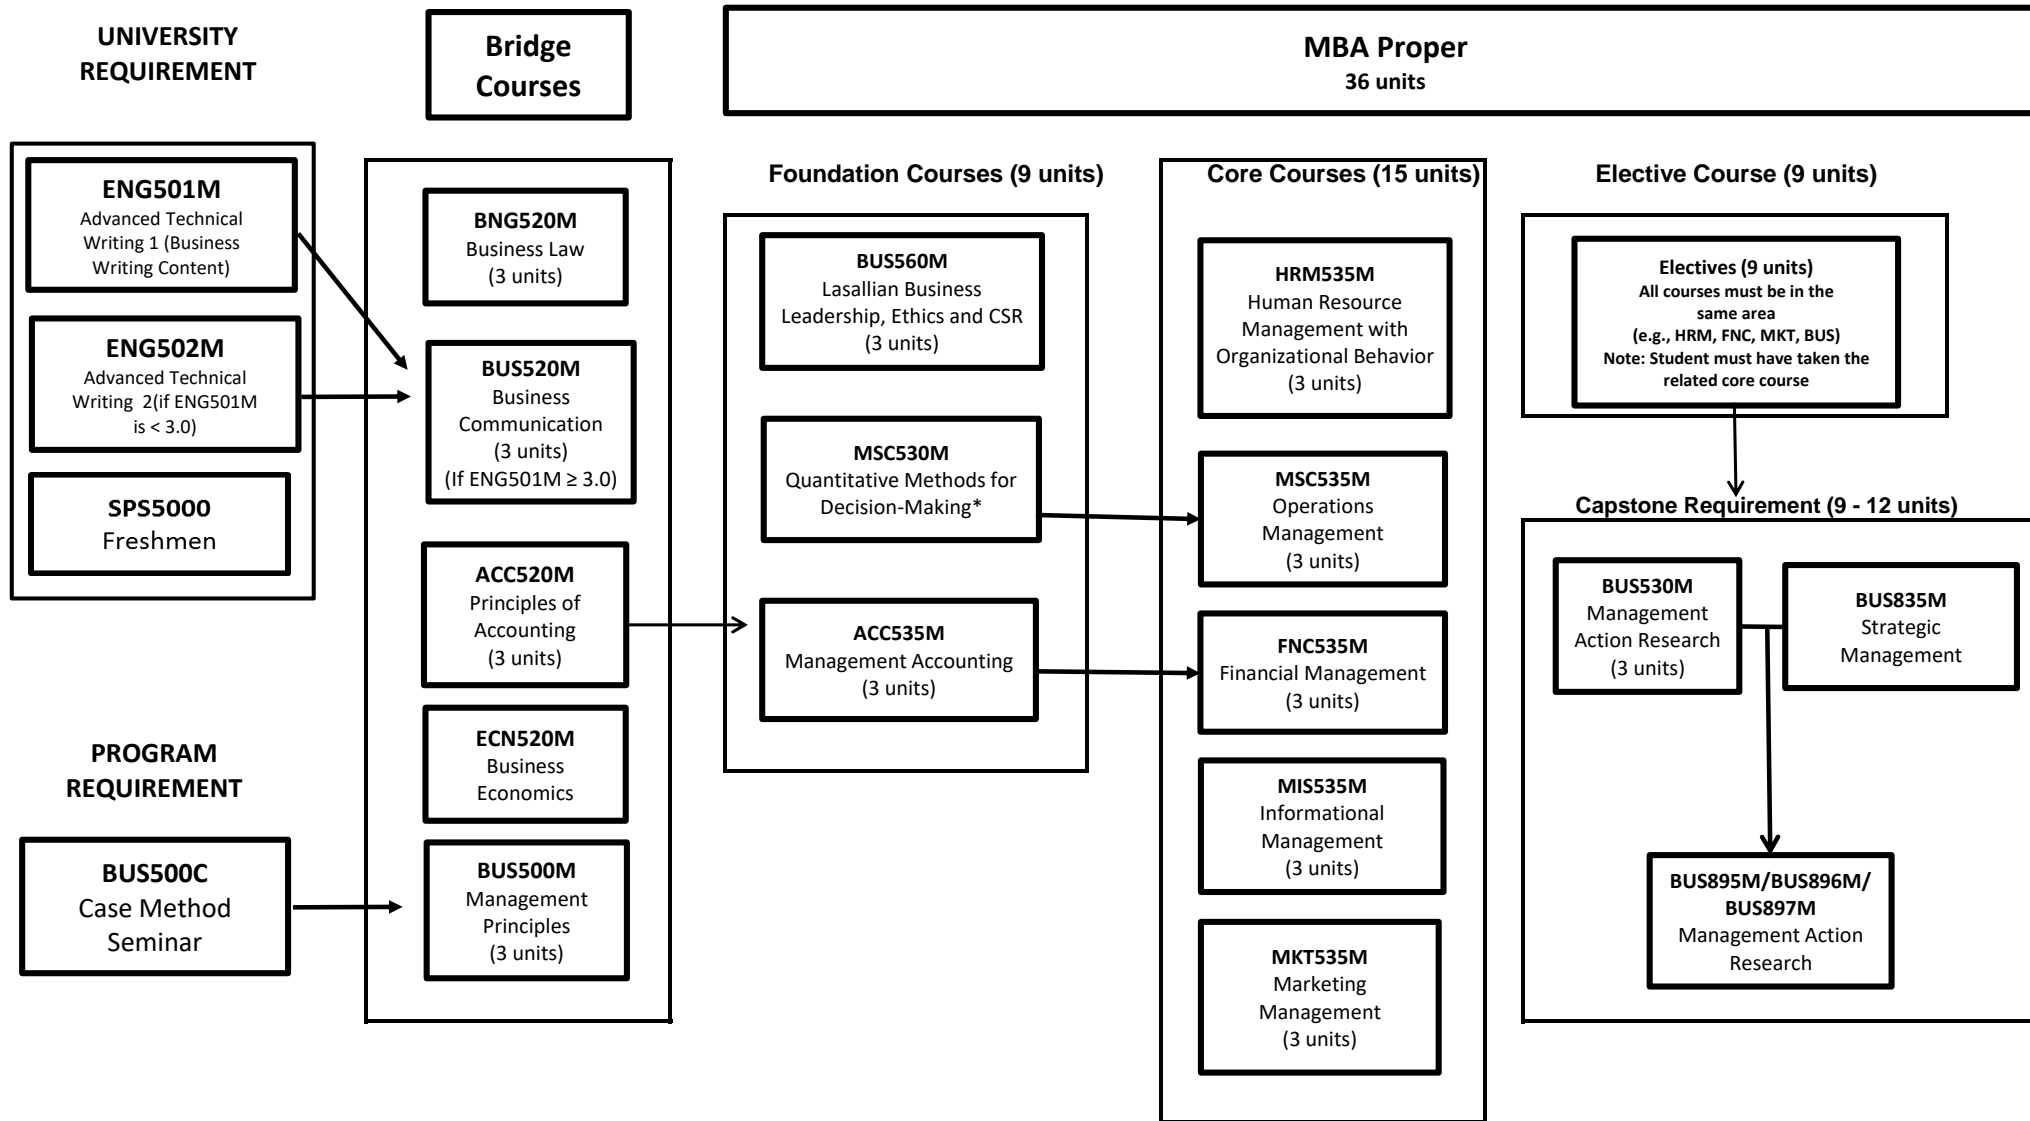 UNIVERSITY
REQUIREMENT
Bridge
Courses
MBA Proper
36 units
ENG501M
Advanced Technical
Writing 1 (Business
Writing Content)
ENG502M
Advanced Technical
Writing 2(if ENG501M
is < 3.0)
SPS5000
Freshmen
PROGRAM
REQUIREMENT
BUS500C
Case Method
Seminar
BNG520M
Business Law
(3 units)
BUS520M
Business
Communication
(3 units)
(If ENG501M ≥ 3.0)
ACC520M
Principles of
Accounting
(3 units)
ECN520M
Business
Economics
BUS500M
Management
Principles
(3 units)
Foundation Courses (9 units)
BUS560M
Lasallian Business
Leadership, Ethics and CSR
(3 units)
MSC530M
Quantitative Methods for
Decision-Making*
ACC535M
Management Accounting
(3 units)
Core Courses (15 units)
HRM535M
Human Resource
Management with
Organizational Behavior
(3 units)
MSC535M
Operations
Management
(3 units)
FNC535M
Financial Management
(3 units)
MIS535M
Informational
Management
(3 units)
MKT535M
Marketing
Management
(3 units)
Elective Course (9 units)
Electives (9 units)
All courses must be in the
same area
(e.g., HRM, FNC, MKT, BUS)
Note: Student must have taken the
related core course
Capstone Requirement (9 - 12 units)
BUS530M
Management
Action Research
(3 units)
BUS835M
Strategic
Management
BUS895M/BUS896M/
BUS897M
Management Action
Research